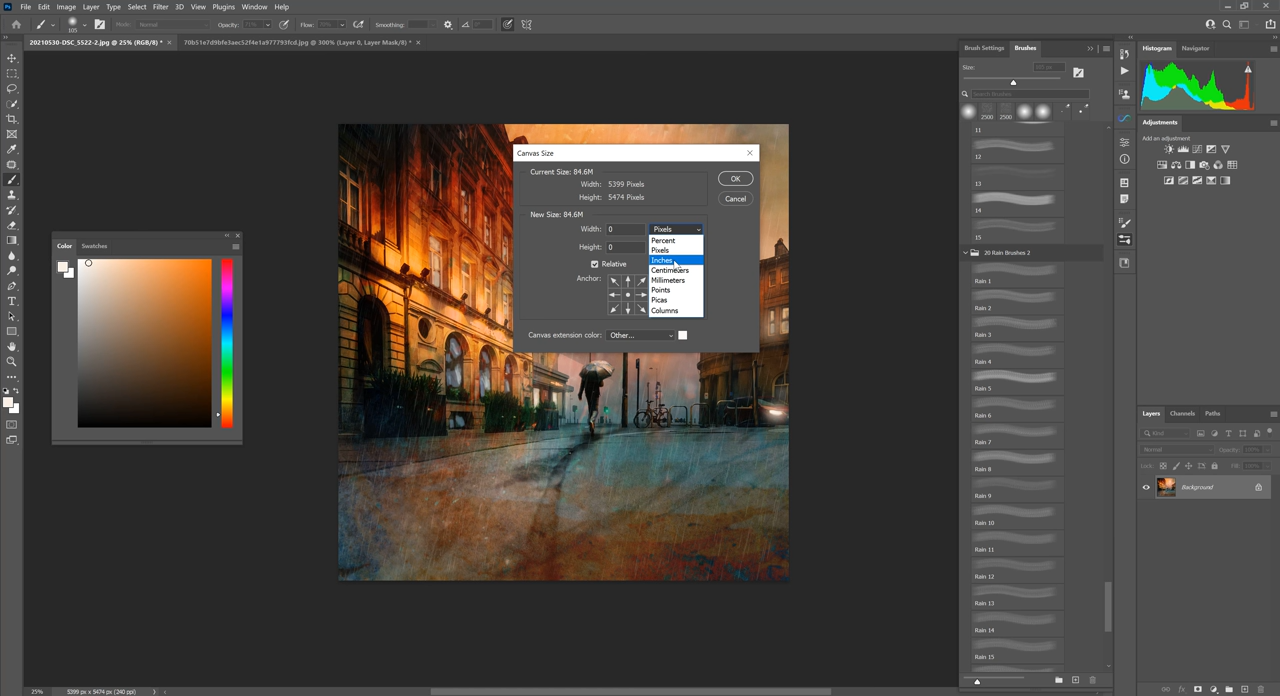 File Edit Image Layer Type Select Filter 3D View Plugins Window Help
105 Mode: Normal Opacity: Flow: Smoothing:
20210530-DSC_5522-2.jpg @ 25% (RGB/8) * × 70b51e7d9bfe3aec52f4e1a977793fcd.jpg @ 300% (Layer 0, Layer Mask/8) * ×
Color Swatches
Canvas Size
Current Size: 84.6M
Width: 5399 Pixels
Height: 5474 Pixels
New Size: 84.6M
Width: 0 Pixels
Height: 0
Relative
Anchor:
Percent
Pixels
Inches
Centimeters
Millimeters
Points
Picas
Columns
Canvas extension color: Other...
OK
Cancel
Brush Settings Brushes
Size:
Search Brushes
2500 2500
11
12
13
14
15
20 Rain Brushes 2
Rain 1
Rain 2
Rain 3
Rain 4
Rain 5
Rain 6
Rain 7
Rain 8
Rain 9
Rain 10
Rain 11
Rain 12
Rain 13
Rain 14
Rain 15
Histogram Navigator
Adjustments
Add an adjustment
Layers Channels Paths
Kind
Normal Opacity:
Lock: Fill:
Background
25% 5399 px x 5474 px (240 ppi)